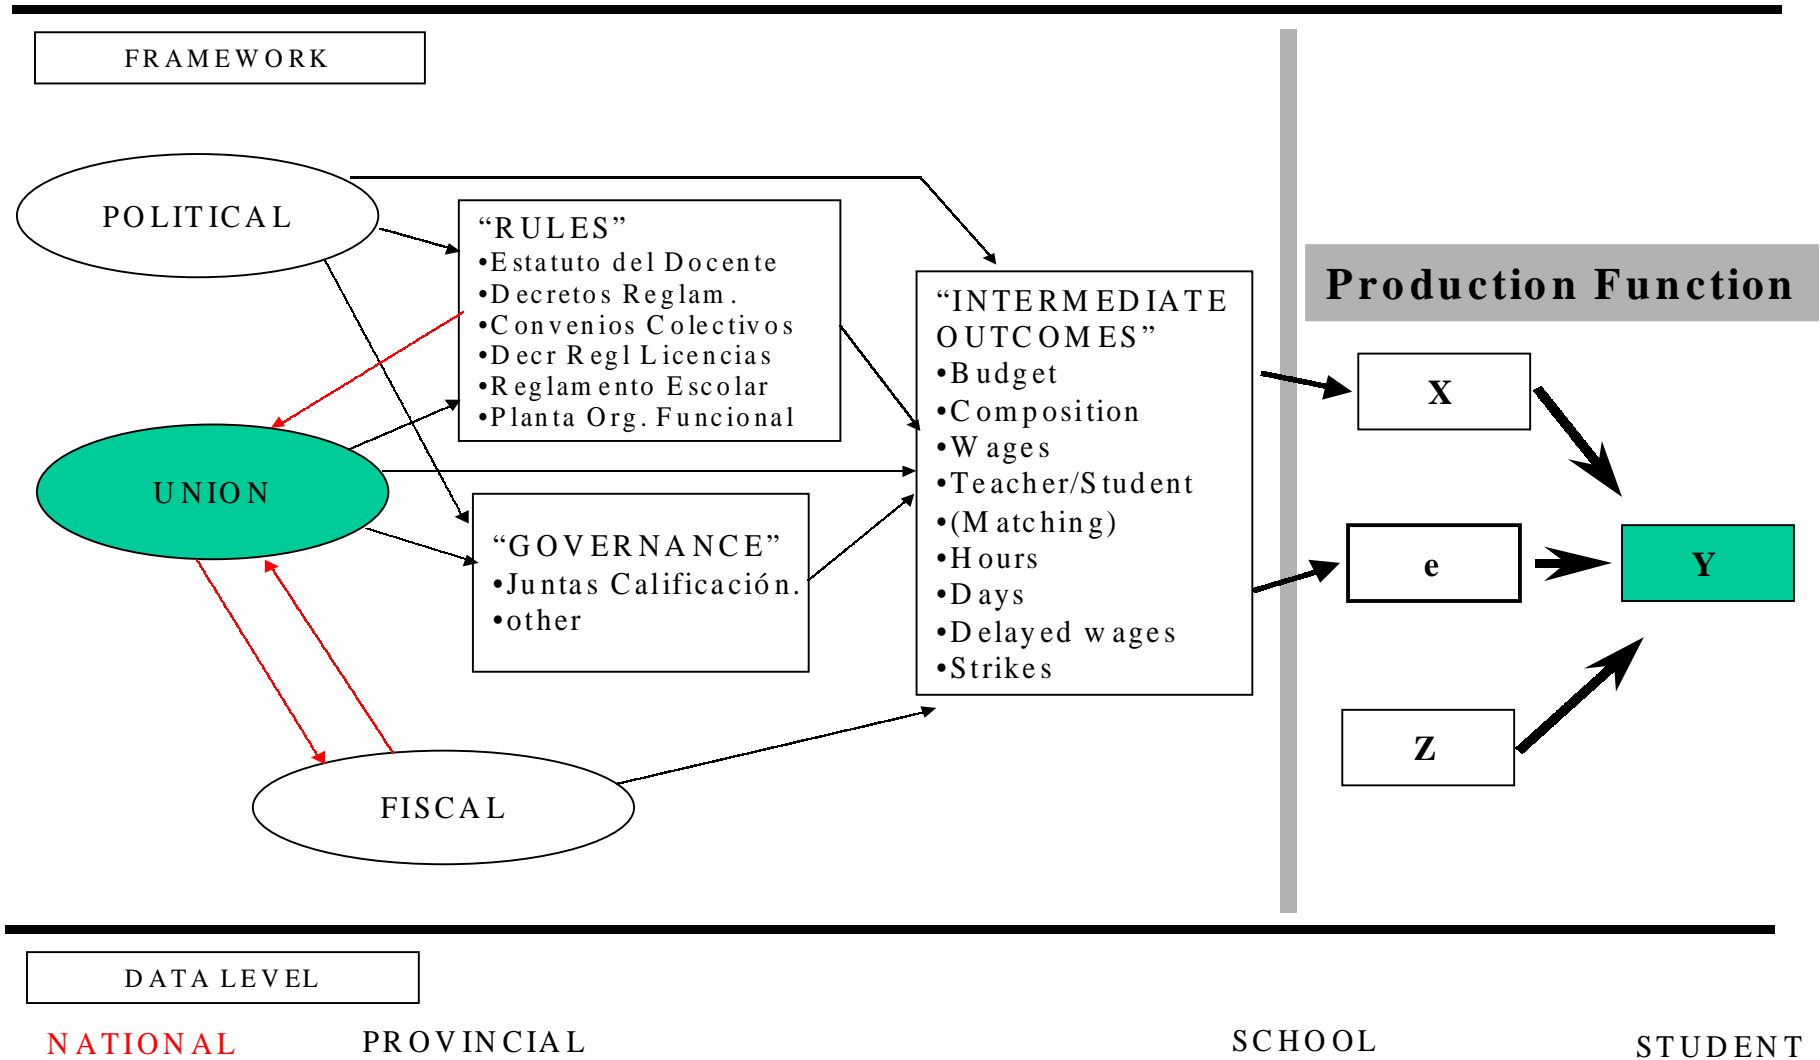 FRAMEWORK
POLITICAL
“RULES”
•Estatuto del Docente
•Decretos Reglam.
•Convenios Colectivos
•Decr Regl Licencias
•Reglamento Escolar
•Planta Org. Funcional
UNION
“GOVERNANCE”
•Juntas Calificación.
•other
FISCAL
“INTERMEDIATE
OUTCOMES”
•Budget
•Composition
•Wages
•Teacher/Student
•(Matching)
•Hours
•Days
•Delayed wages
•Strikes
Production Function
X
e
Y
Z
DATA LEVEL
NATIONAL
PROVINCIAL
SCHOOL
STUDENT